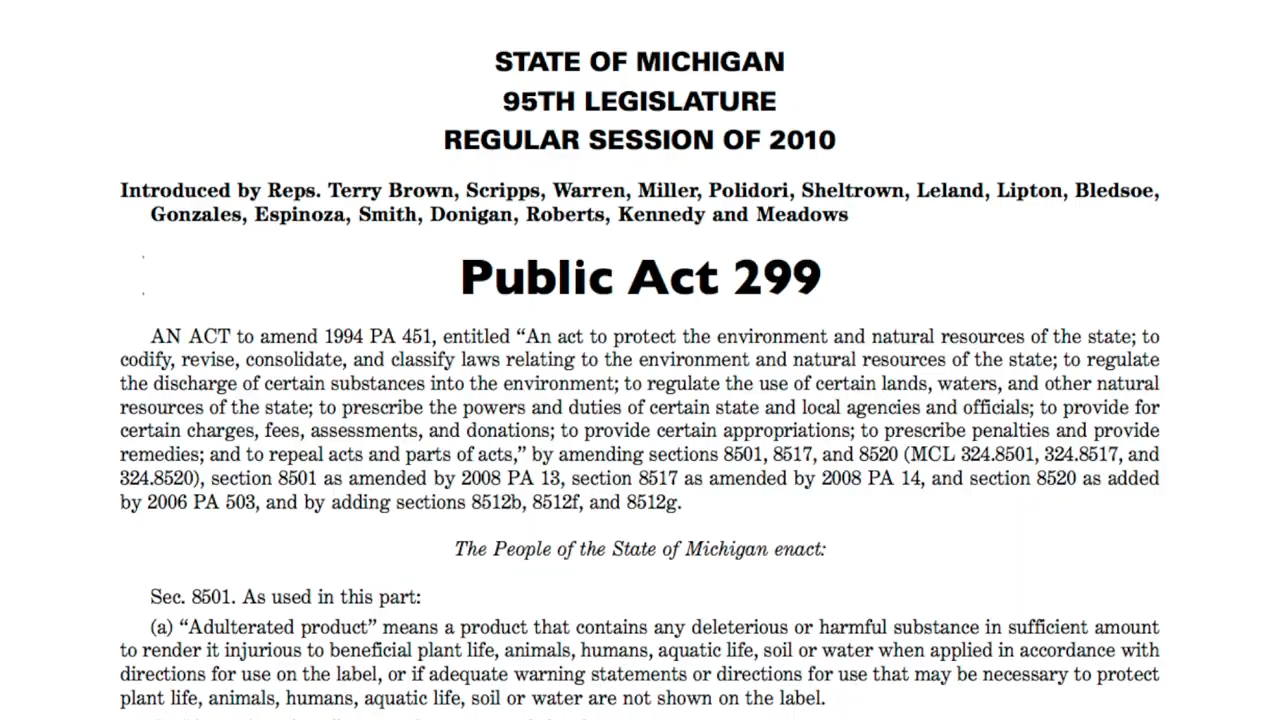 STATE OF MICHIGAN
95TH LEGISLATURE
REGULAR SESSION OF 2010
Introduced by Reps. Terry Brown, Scripps, Warren, Miller, Polidori, Sheltrown, Leland, Lipton, Bledsoe,
Gonzales, Espinoza, Smith, Donigan, Roberts, Kennedy and Meadows
Public Act 299
AN ACT to amend 1994 PA 451, entitled “An act to protect the environment and natural resources of the state; to
codify, revise, consolidate, and classify laws relating to the environment and natural resources of the state; to regulate
the discharge of certain substances into the environment; to regulate the use of certain lands, waters, and other natural
resources of the state; to prescribe the powers and duties of certain state and local agencies and officials; to provide for
certain charges, fees, assessments, and donations; to provide certain appropriations; to prescribe penalties and provide
remedies; and to repeal acts and parts of acts,” by amending sections 8501, 8517, and 8520 (MCL 324.8501, 324.8517, and
324.8520), section 8501 as amended by 2008 PA 13, section 8517 as amended by 2008 PA 14, and section 8520 as added
by 2006 PA 503, and by adding sections 8512b, 8512f, and 8512g.
The People of the State of Michigan enact:
Sec. 8501. As used in this part:
(a) “Adulterated product” means a product that contains any deleterious or harmful substance in sufficient amount
to render it injurious to beneficial plant life, animals, humans, aquatic life, soil or water when applied in accordance with
directions for use on the label, or if adequate warning statements or directions for use that may be necessary to protect
plant life, animals, humans, aquatic life, soil or water are not shown on the label.